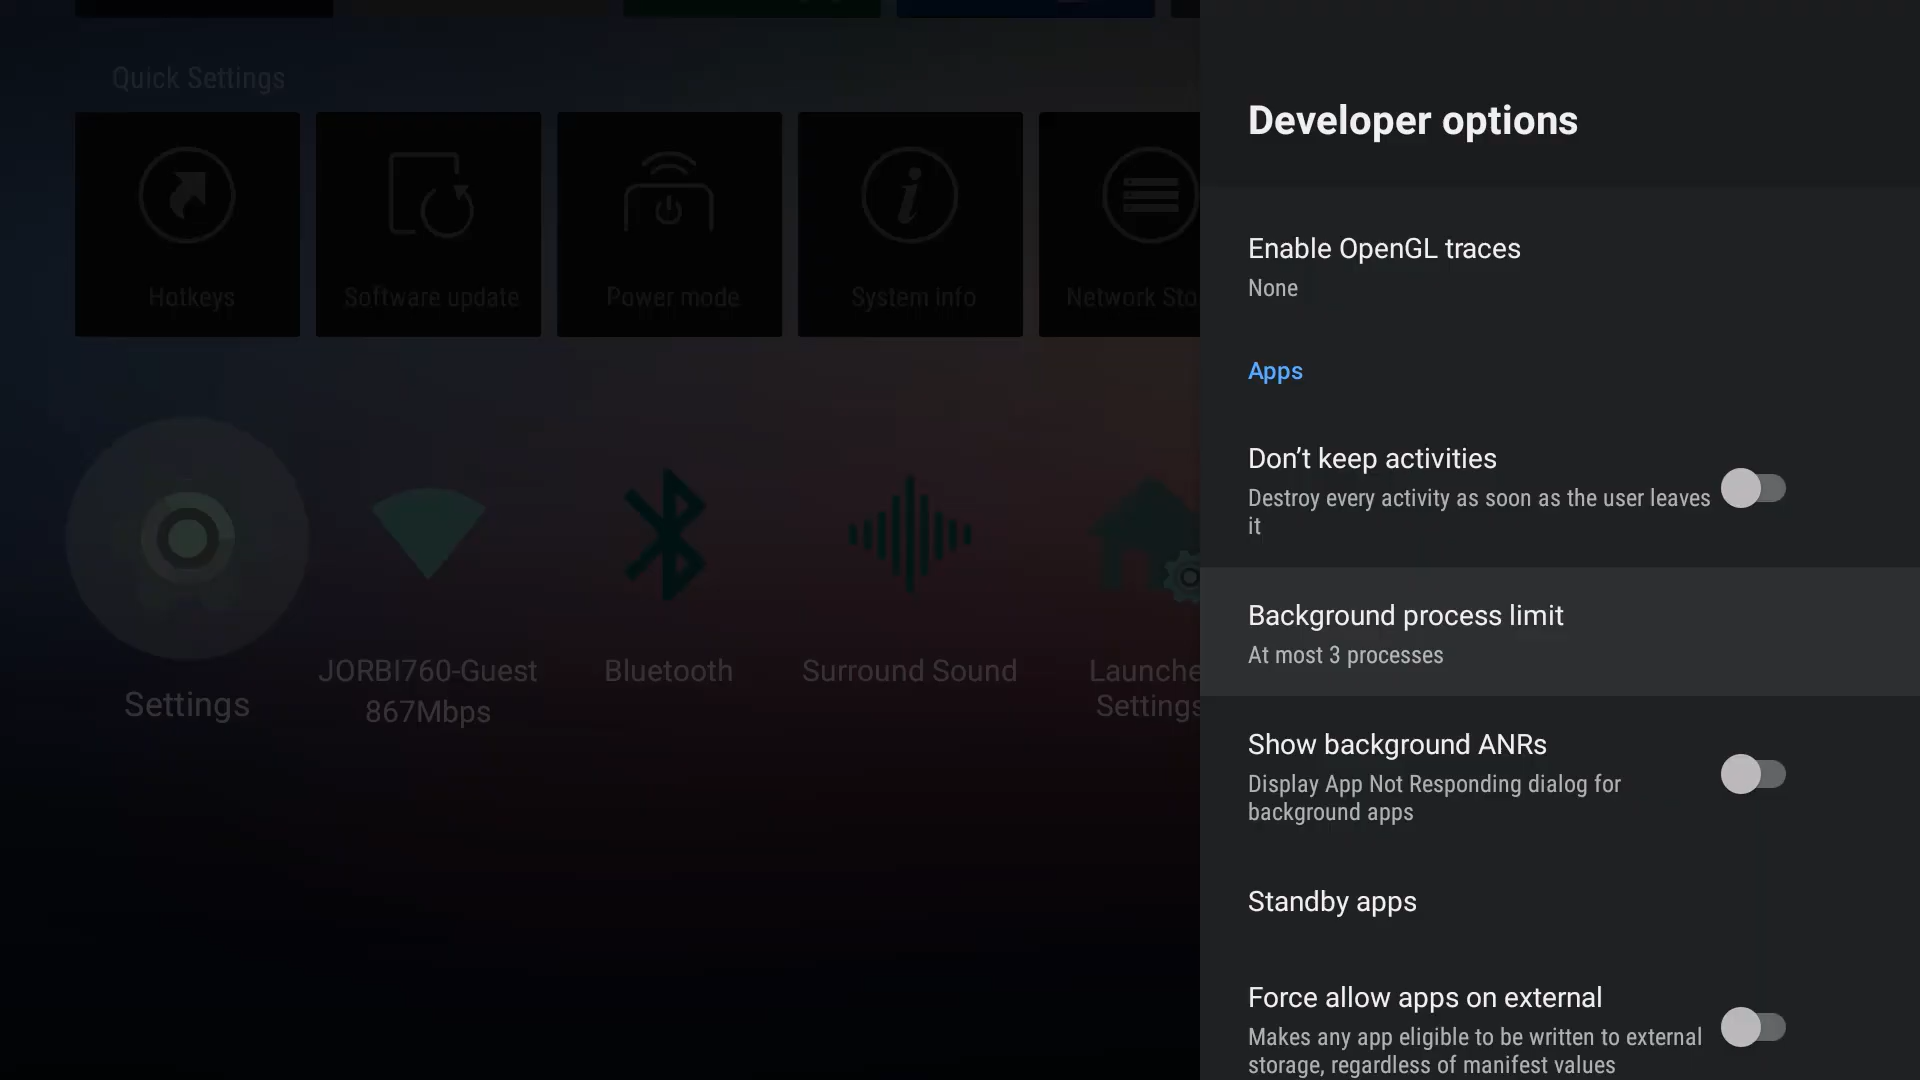 Quick Settings
Hotkeys
Software update
Power mode
System info
Network Sto
Settings
JORBI760-Guest
867Mbps
Bluetooth
Surround Sound
Launche
Settings
Developer options
Enable OpenGL traces
None
Apps
Don’t keep activities
Destroy every activity as soon as the user leaves
it
Background process limit
At most 3 processes
Show background ANRs
Display App Not Responding dialog for
background apps
Standby apps
Force allow apps on external
Makes any app eligible to be written to external
storage, regardless of manifest values